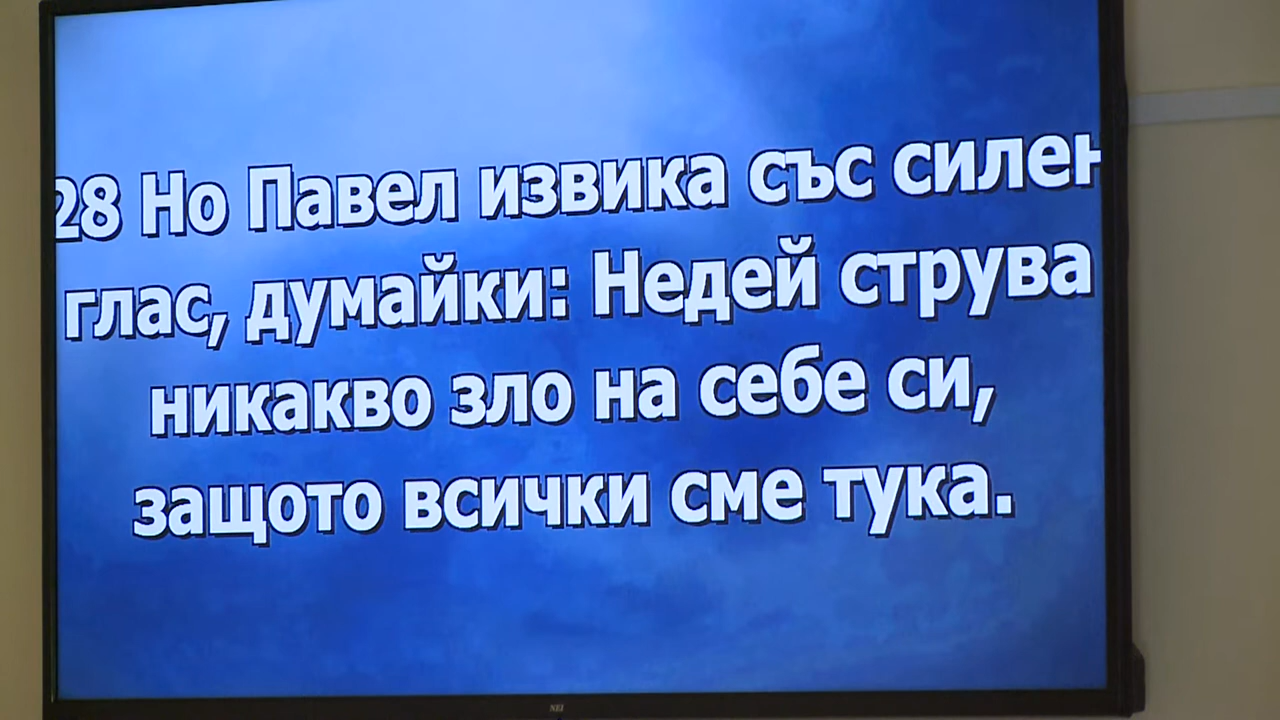 28 Но Павел извика със силен
глас, думайки: Недей струва
никакво зло на себе си,
защото всички сме тука.
NEI